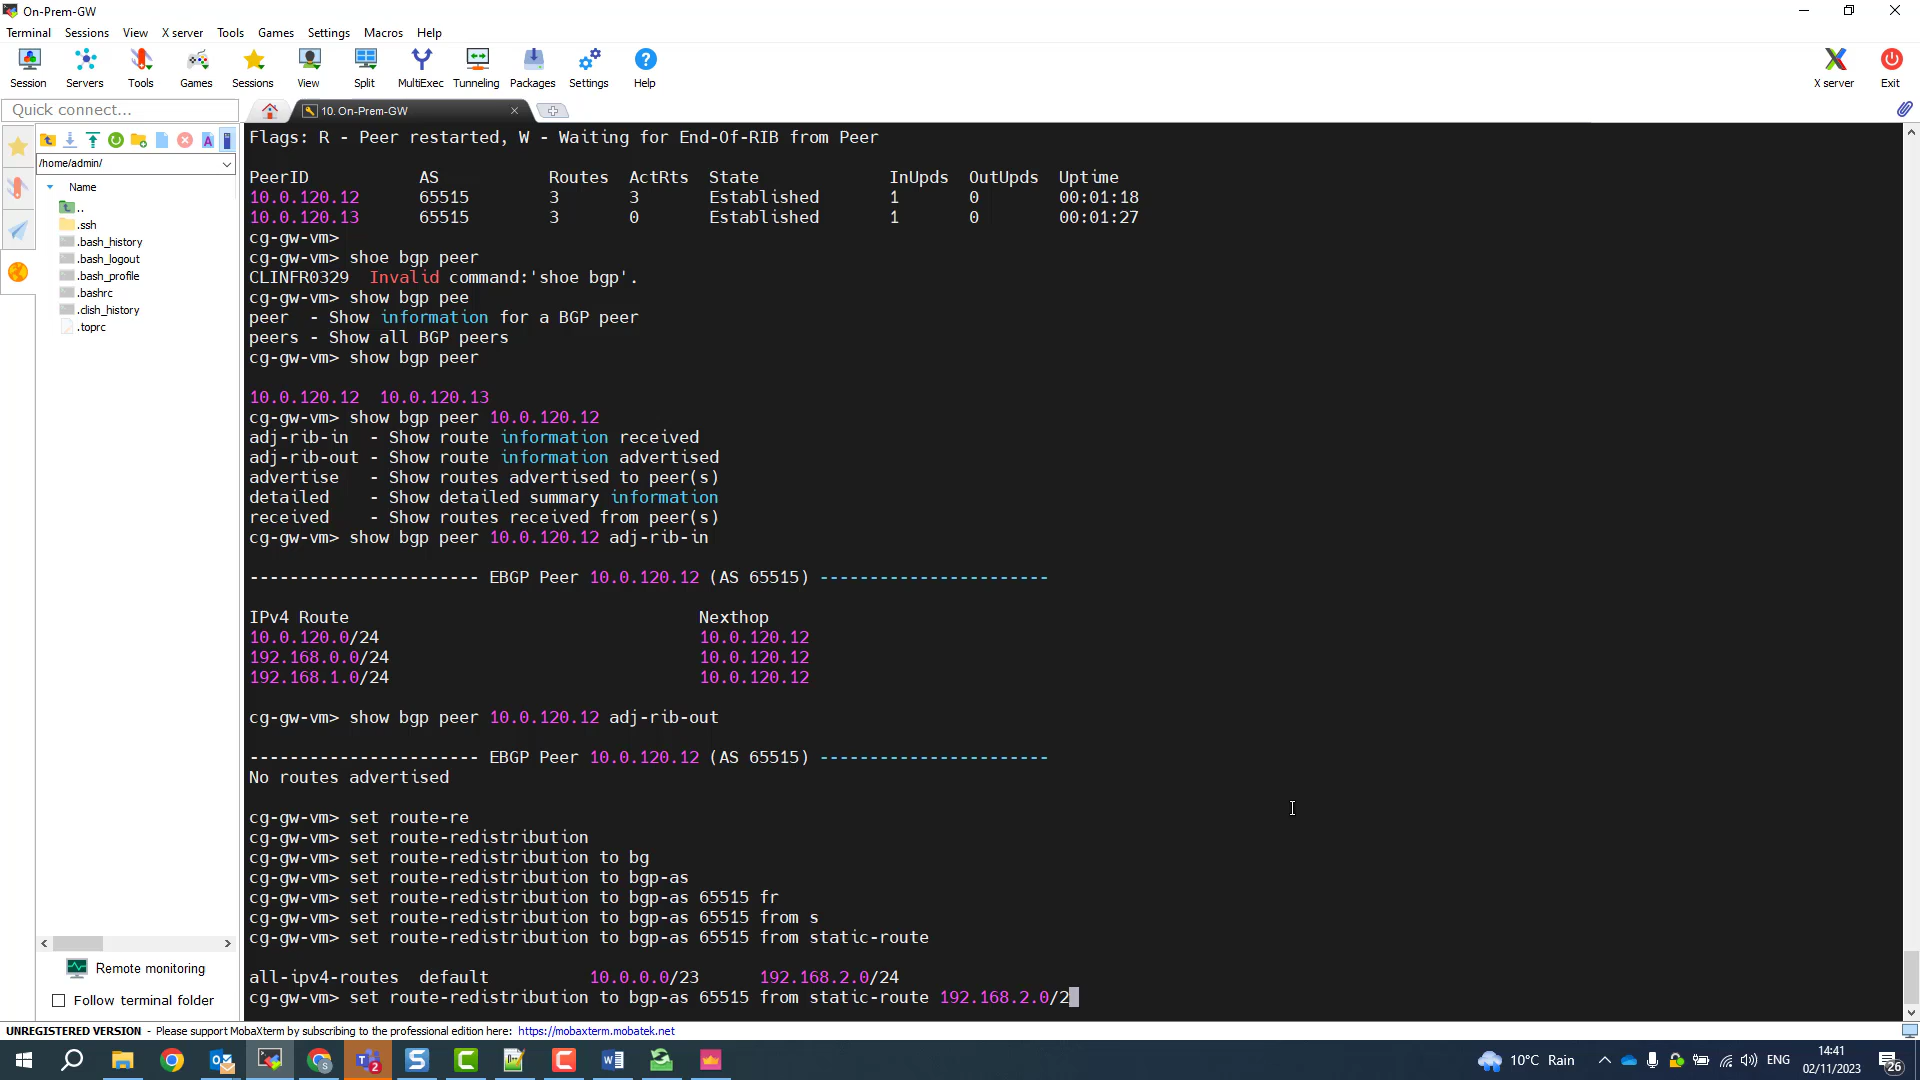 On-Prem-GW
Terminal Sessions View X server Tools Games Settings Macros Help
Session Servers Tools Games Sessions View Split MultiExec Tunneling Packages Settings Help X server Exit
Quick connect...
10. On-Prem-GW
/home/admin/
Name
..
.ssh
.bash_history
.bash_logout
.bash_profile
.bashrc
.clish_history
.toprc
Remote monitoring
Follow terminal folder
Flags: R - Peer restarted, W - Waiting for End-Of-RIB from Peer
PeerID AS Routes ActRts State InUpds OutUpds Uptime
10.0.120.12 65515 3 3 Established 1 0 00:01:18
10.0.120.13 65515 3 0 Established 1 0 00:01:27
cg-gw-vm>
cg-gw-vm> shoe bgp peer
CLINFR0329 Invalid command:'shoe bgp'.
cg-gw-vm> show bgp pee
peer - Show information for a BGP peer
peers - Show all BGP peers
cg-gw-vm> show bgp peer
10.0.120.12 10.0.120.13
cg-gw-vm> show bgp peer 10.0.120.12
adj-rib-in - Show route information received
adj-rib-out - Show route information advertised
advertise - Show routes advertised to peer(s)
detailed - Show detailed summary information
received - Show routes received from peer(s)
cg-gw-vm> show bgp peer 10.0.120.12 adj-rib-in
----------------------- EBGP Peer 10.0.120.12 (AS 65515) -----------------------
IPv4 Route Nexthop
10.0.120.0/24 10.0.120.12
192.168.0.0/24 10.0.120.12
192.168.1.0/24 10.0.120.12
cg-gw-vm> show bgp peer 10.0.120.12 adj-rib-out
----------------------- EBGP Peer 10.0.120.12 (AS 65515) -----------------------
No routes advertised
cg-gw-vm> set route-re
cg-gw-vm> set route-redistribution
cg-gw-vm> set route-redistribution to bg
cg-gw-vm> set route-redistribution to bgp-as
cg-gw-vm> set route-redistribution to bgp-as 65515 fr
cg-gw-vm> set route-redistribution to bgp-as 65515 from s
cg-gw-vm> set route-redistribution to bgp-as 65515 from static-route
all-ipv4-routes default 10.0.0.0/23 192.168.2.0/24
cg-gw-vm> set route-redistribution to bgp-as 65515 from static-route 192.168.2.0/2
UNREGISTERED VERSION - Please support MobaXterm by subscribing to the professional edition here: https://mobaxterm.mobatek.net
10°C Rain ENG 14:41
02/11/2023 26